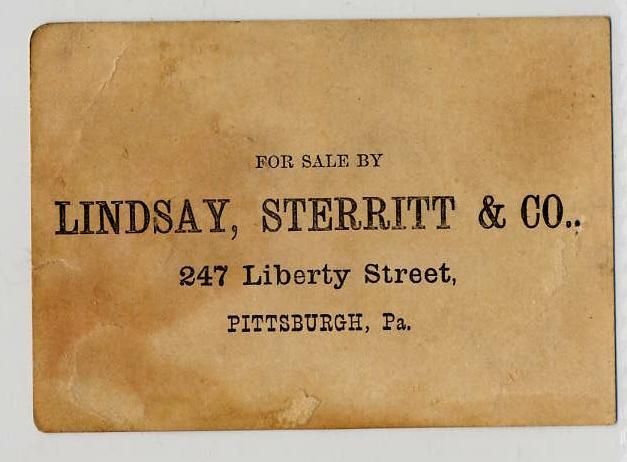 FOR SALE BY
LINDSAY, STERRITT & CO.,
247 Liberty Street,
PITTSBURGH, Pa.